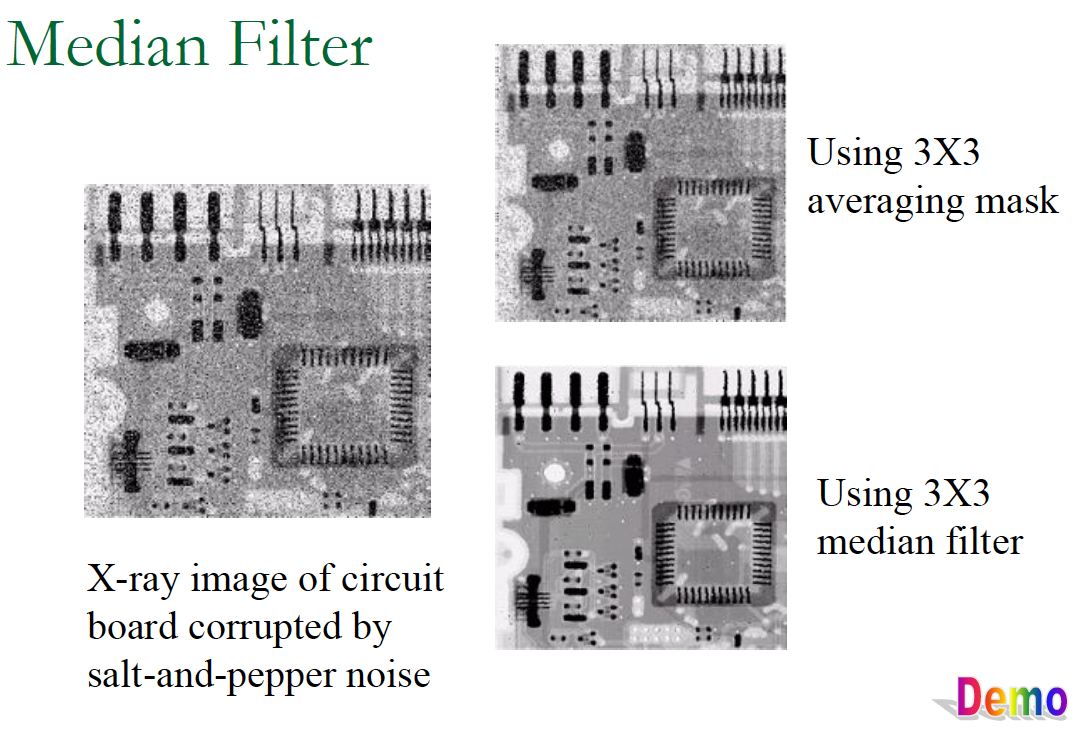 Median Filter
Using 3X3
averaging mask
Using 3X3
median filter
X-ray image of circuit
board corrupted by
salt-and-pepper noise
Demo